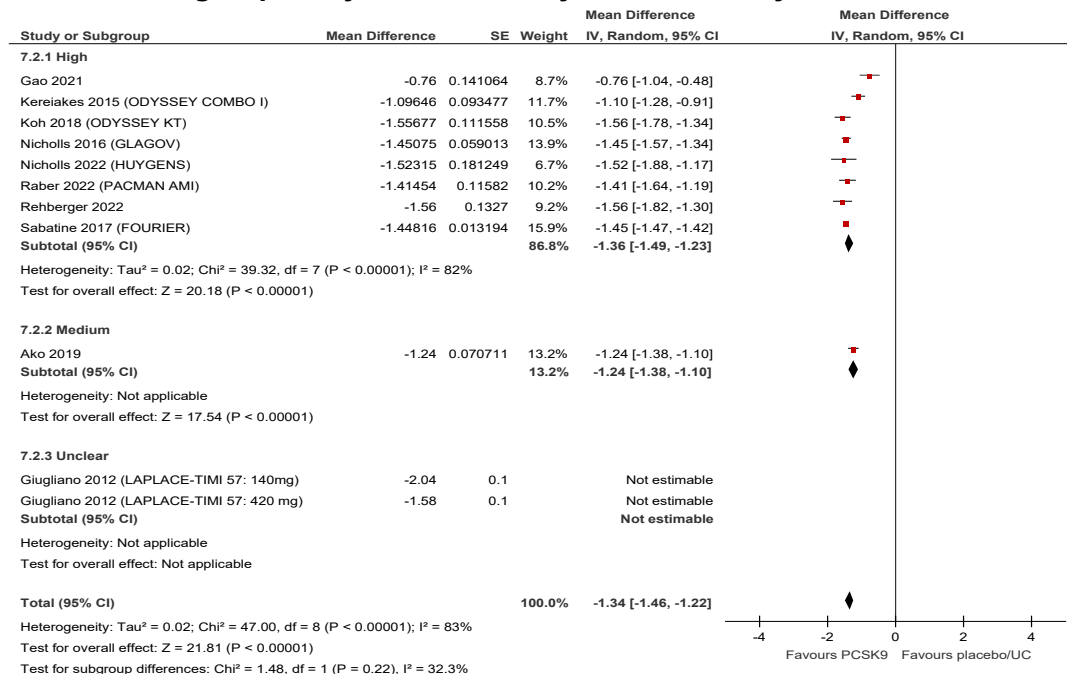 Mean Difference Mean Difference
Study or Subgroup Mean Difference SE Weight IV, Random, 95% CI IV, Random, 95% CI
7.2.1 High
Gao 2021 -0.76 0.141064 8.7% -0.76 [-1.04, -0.48]
Kereiakes 2015 (ODYSSEY COMBO I) -1.09646 0.093477 11.7% -1.10 [-1.28, -0.91]
Koh 2018 (ODYSSEY KT) -1.55677 0.111558 10.5% -1.56 [-1.78, -1.34]
Nicholls 2016 (GLAGOV) -1.45075 0.059013 13.9% -1.45 [-1.57, -1.34]
Nicholls 2022 (HUYGENS) -1.52315 0.181249 6.7% -1.52 [-1.88, -1.17]
Raber 2022 (PACMAN AMI) -1.41454 0.11582 10.2% -1.41 [-1.64, -1.19]
Rehberger 2022 -1.56 0.1327 9.2% -1.56 [-1.82, -1.30]
Sabatine 2017 (FOURIER) -1.44816 0.013194 15.9% -1.45 [-1.47, -1.42]
Subtotal (95% CI) 86.8% -1.36 [-1.49, -1.23]
Heterogeneity: Tau² = 0.02; Chi² = 39.32, df = 7 (P < 0.00001); I² = 82%
Test for overall effect: Z = 20.18 (P < 0.00001)
7.2.2 Medium
Ako 2019 -1.24 0.070711 13.2% -1.24 [-1.38, -1.10]
Subtotal (95% CI) 13.2% -1.24 [-1.38, -1.10]
Heterogeneity: Not applicable
Test for overall effect: Z = 17.54 (P < 0.00001)
7.2.3 Unclear
Giugliano 2012 (LAPLACE-TIMI 57: 140mg) -2.04 0.1 Not estimable
Giugliano 2012 (LAPLACE-TIMI 57: 420 mg) -1.58 0.1 Not estimable
Subtotal (95% CI) Not estimable
Heterogeneity: Not applicable
Test for overall effect: Not applicable
Total (95% CI) 100.0% -1.34 [-1.46, -1.22]
Heterogeneity: Tau² = 0.02; Chi² = 47.00, df = 8 (P < 0.00001); I² = 83%
Test for overall effect: Z = 21.81 (P < 0.00001)
Test for subgroup differences: Chi² = 1.48, df = 1 (P = 0.22), I² = 32.3%
-4 -2 0 2 4
Favours PCSK9 Favours placebo/UC